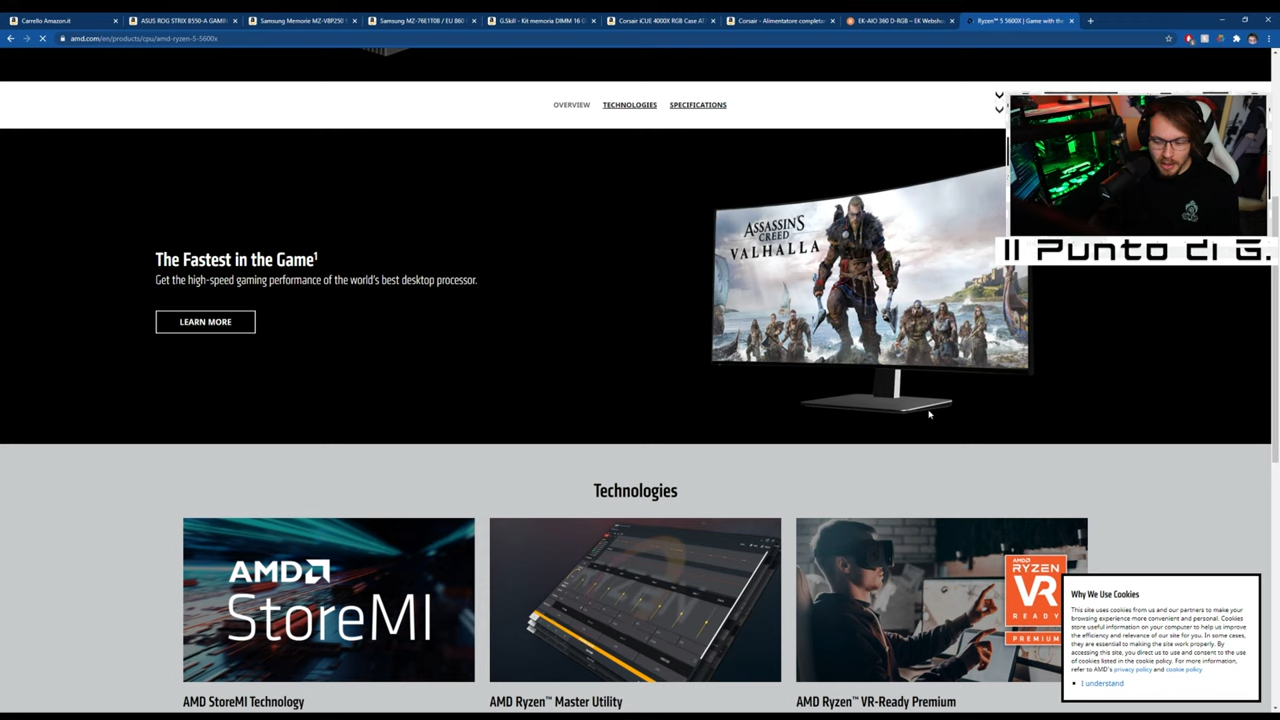 Carrello Amazon.it
ASUS ROG STRIX B550-A GAMIN
Samsung Memorie MZ-V8P250
Samsung MZ-76E1T0B / EU 860
G.Skill - Kit memoria DIMM 16 G
Corsair iCUE 4000X RGB Case AT
Corsair - Alimentatore complet
EK-AIO 360 D-RGB – EK Webshop
Ryzen™ 5 5600X | Game with the
amd.com/en/products/cpu/amd-ryzen-5-5600x
OVERVIEW
TECHNOLOGIES
SPECIFICATIONS
Il Punto di G.
ASSASSIN'S
CREED
VALHALLA
The Fastest in the Game¹
Get the high-speed gaming performance of the world's best desktop processor.
LEARN MORE
Technologies
AMD
StoreMI
AMD
RYZEN
VR
READY
PREMIUM
AMD StoreMI Technology
AMD Ryzen™ Master Utility
AMD Ryzen™ VR-Ready Premium
Why We Use Cookies
This site uses cookies from us and our partners to make your
browsing experience more convenient and personal. Cookies
store useful information on your computer to help us improve
the efficiency and relevance of our site for you. In some cases,
they are essential to making the site work properly. By
accessing this site, you direct us to use and consent to the use
of cookies listed in the cookie policy. For more information,
refer to AMD's privacy policy and cookie policy
I understand